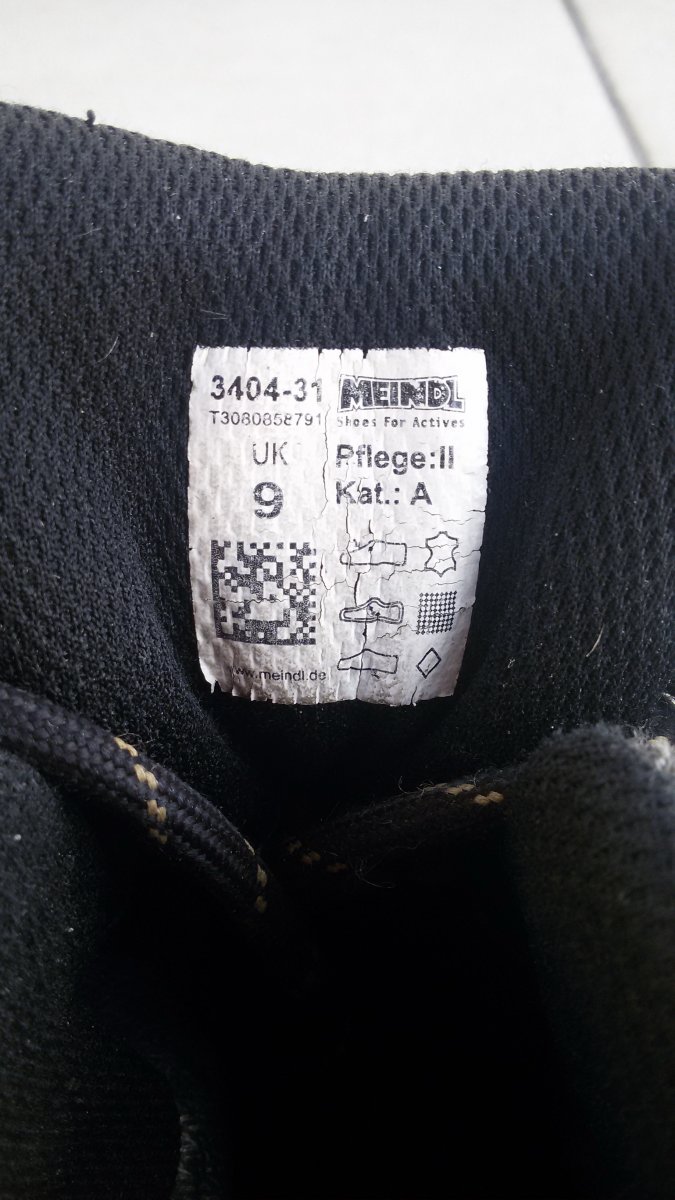 3404-31
T3080858791
UK
9
www.meindl.de
MEINDL
Shoes For Actives
Pflege:II
Kat.: A